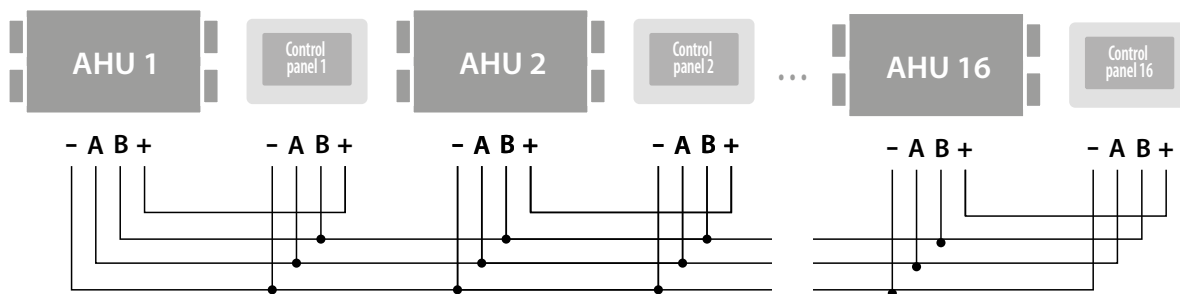 AHU 1
Control
panel 1
AHU 2
Control
panel 2
...
AHU 16
Control
panel 16
– A B +
– A B +
– A B +
– A B +
– A B +
– A B +